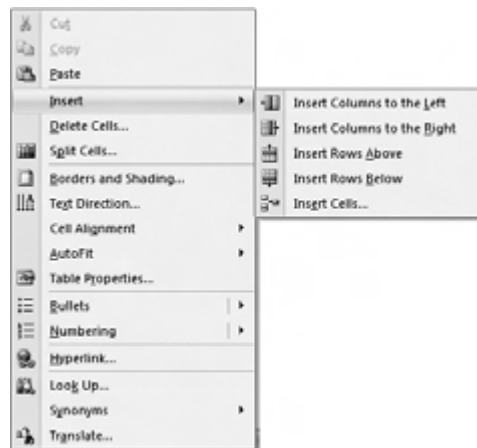 Cut
Copy
Paste
Insert
Delete Cells...
Split Cells...
Borders and Shading...
Text Direction...
Cell Alignment
AutoFit
Table Properties...
Bullets
Numbering
Hyperlink...
Look Up...
Synonyms
Translate...
Insert Columns to the Left
Insert Columns to the Right
Insert Rows Above
Insert Rows Below
Insert Cells...